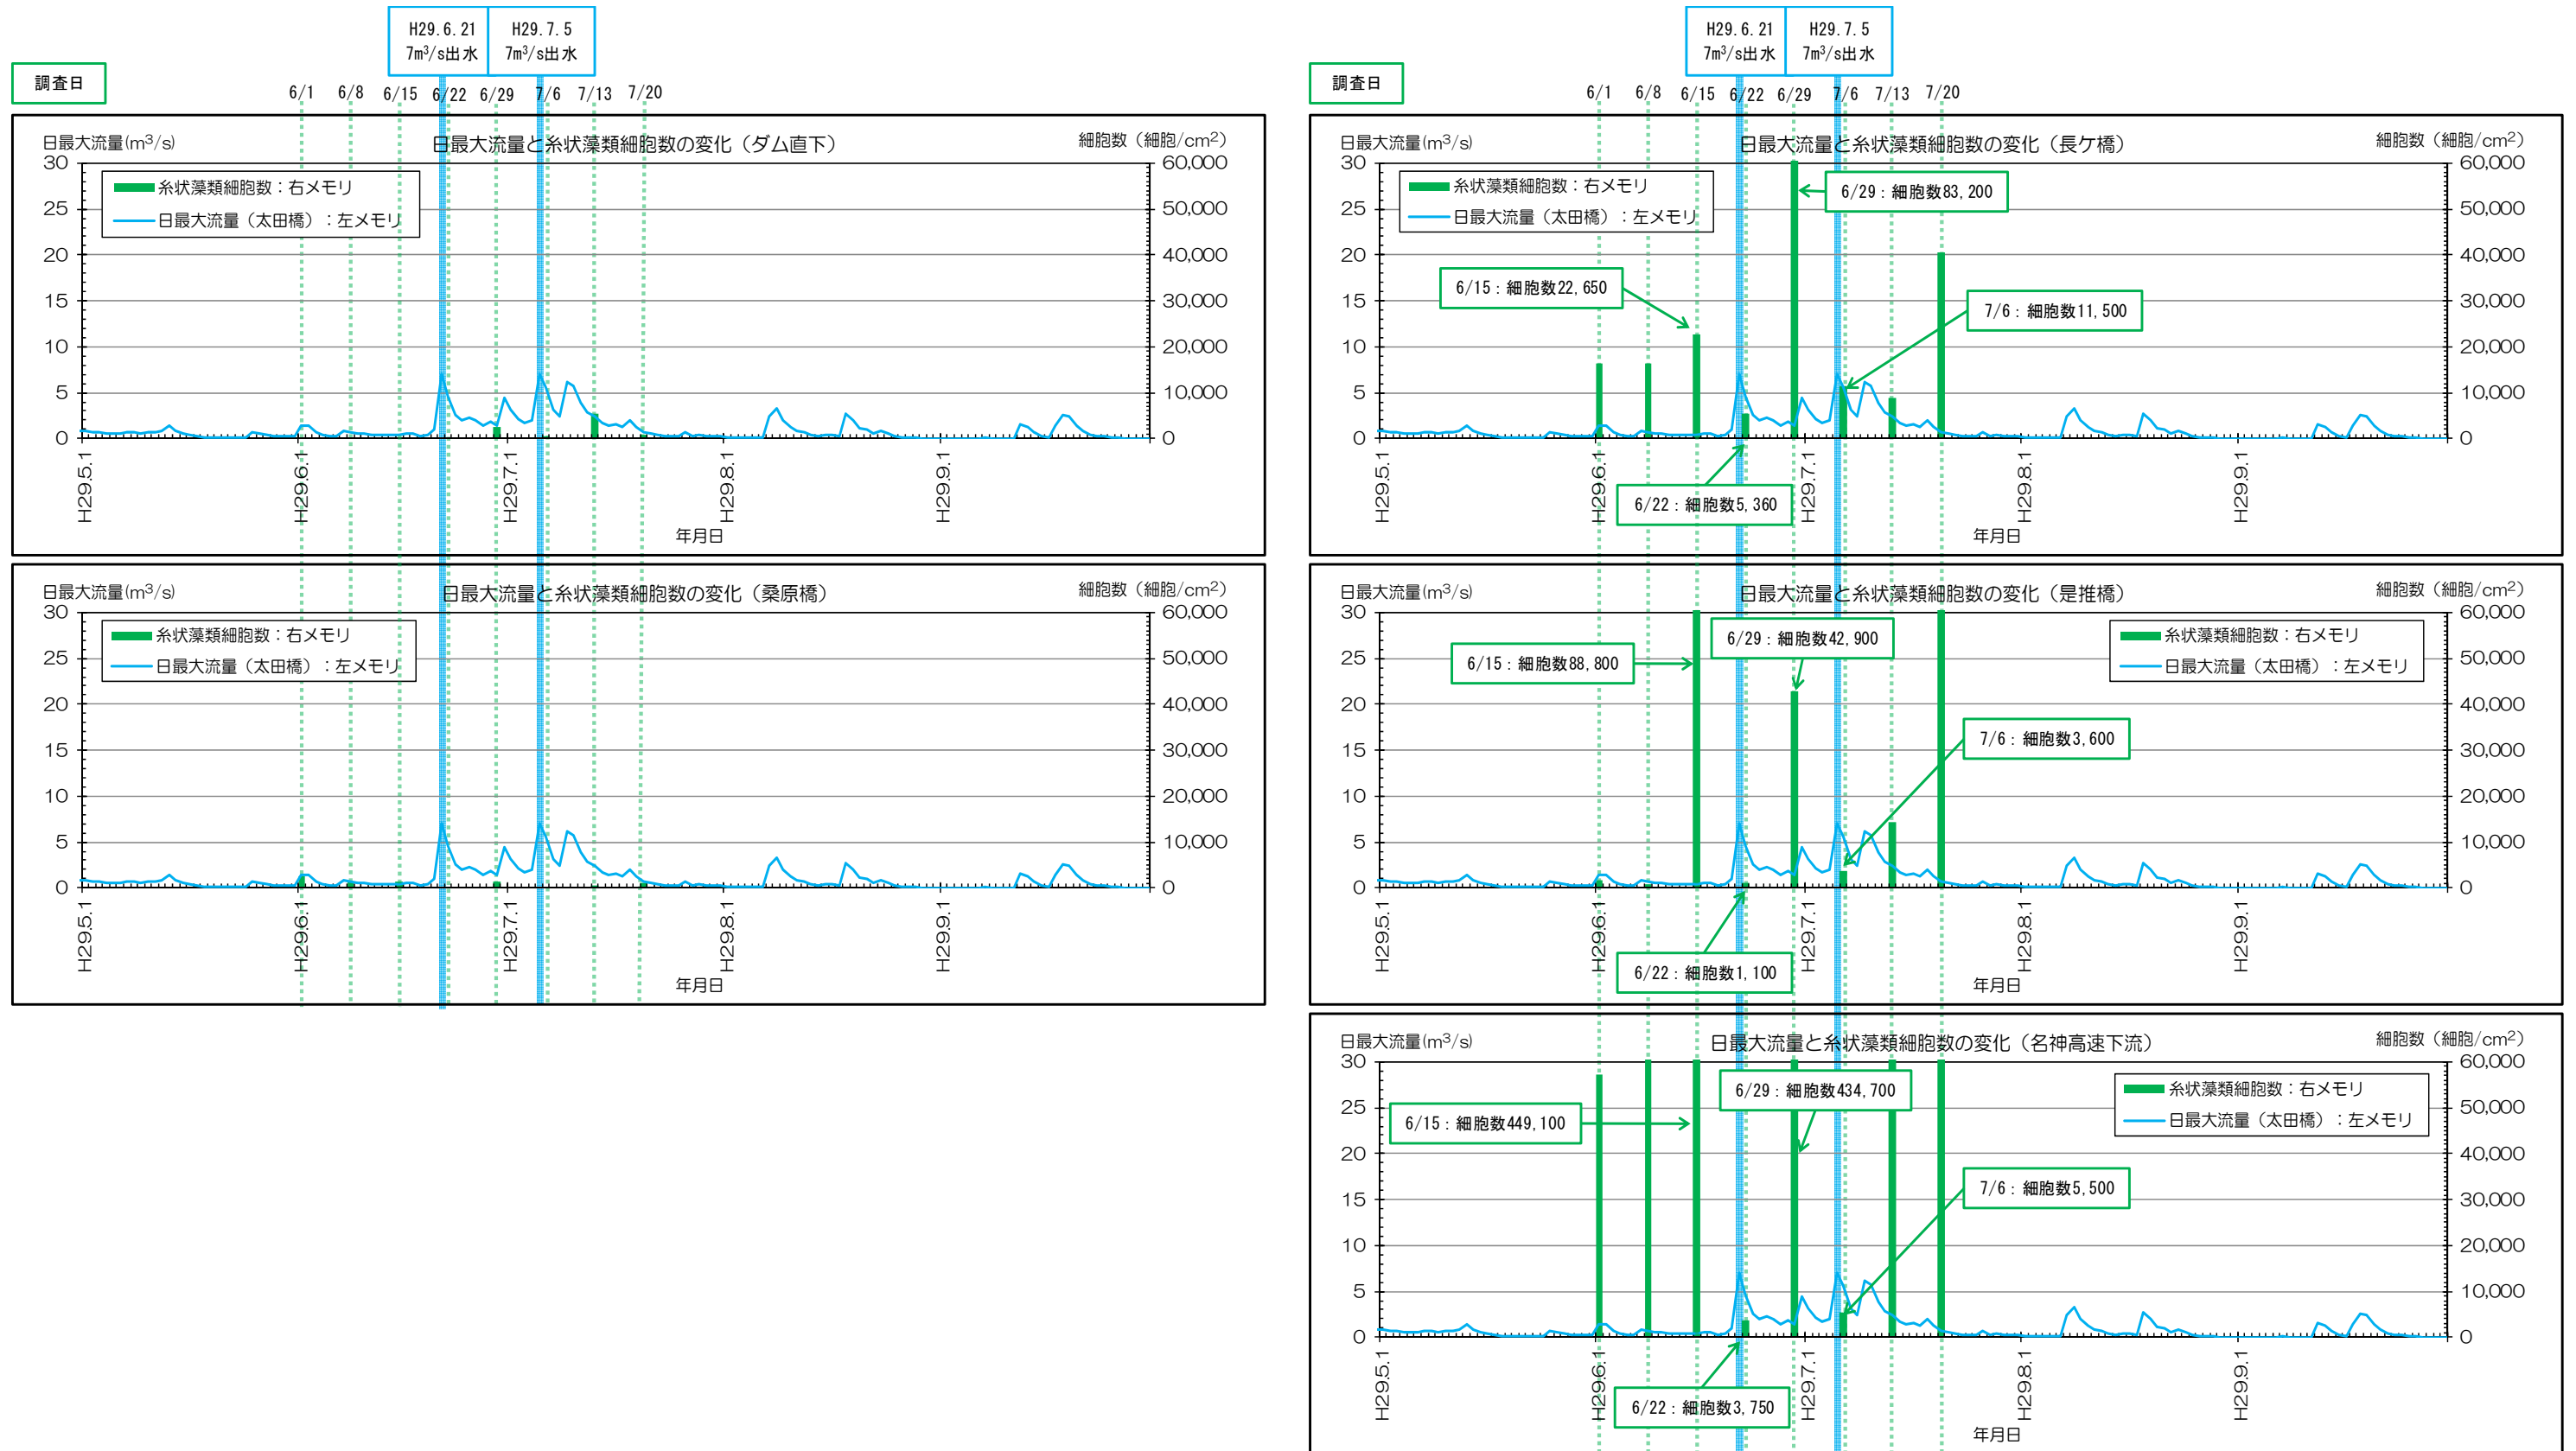 H29.6.21
7m³/s出水
H29.7.5
7m³/s出水
調査日
6/1 6/8 6/15 6/22 6/29 7/6 7/13 7/20
日最大流量(m³/s)
日最大流量と糸状藻類細胞数の変化（ダム直下）
細胞数（細胞/cm²）
糸状藻類細胞数：右メモリ
日最大流量（太田橋）：左メモリ
30 60,000
25 50,000
20 40,000
15 30,000
10 20,000
5 10,000
0 0
H29.5.1 H29.6.1 H29.7.1 H29.8.1 H29.9.1
年月日
日最大流量(m³/s)
日最大流量と糸状藻類細胞数の変化（桑原橋）
細胞数（細胞/cm²）
糸状藻類細胞数：右メモリ
日最大流量（太田橋）：左メモリ
30 60,000
25 50,000
20 40,000
15 30,000
10 20,000
5 10,000
0 0
H29.5.1 H29.6.1 H29.7.1 H29.8.1 H29.9.1
年月日
H29.6.21
7m³/s出水
H29.7.5
7m³/s出水
調査日
6/1 6/8 6/15 6/22 6/29 7/6 7/13 7/20
日最大流量(m³/s)
日最大流量と糸状藻類細胞数の変化（長ケ橋）
細胞数（細胞/cm²）
糸状藻類細胞数：右メモリ
日最大流量（太田橋）：左メモリ
6/29：細胞数83,200
6/15：細胞数22,650
7/6：細胞数11,500
6/22：細胞数5,360
30 60,000
25 50,000
20 40,000
15 30,000
10 20,000
5 10,000
0 0
H29.5.1 H29.6.1 H29.7.1 H29.8.1 H29.9.1
年月日
日最大流量(m³/s)
日最大流量と糸状藻類細胞数の変化（是推橋）
細胞数（細胞/cm²）
糸状藻類細胞数：右メモリ
日最大流量（太田橋）：左メモリ
6/29：細胞数42,900
6/15：細胞数88,800
7/6：細胞数3,600
6/22：細胞数1,100
30 60,000
25 50,000
20 40,000
15 30,000
10 20,000
5 10,000
0 0
H29.5.1 H29.6.1 H29.7.1 H29.8.1 H29.9.1
年月日
日最大流量(m³/s)
日最大流量と糸状藻類細胞数の変化（名神高速下流）
細胞数（細胞/cm²）
糸状藻類細胞数：右メモリ
日最大流量（太田橋）：左メモリ
6/29：細胞数434,700
6/15：細胞数449,100
7/6：細胞数5,500
6/22：細胞数3,750
30 60,000
25 50,000
20 40,000
15 30,000
10 20,000
5 10,000
0 0
H29.5.1 H29.6.1 H29.7.1 H29.8.1 H29.9.1
年月日